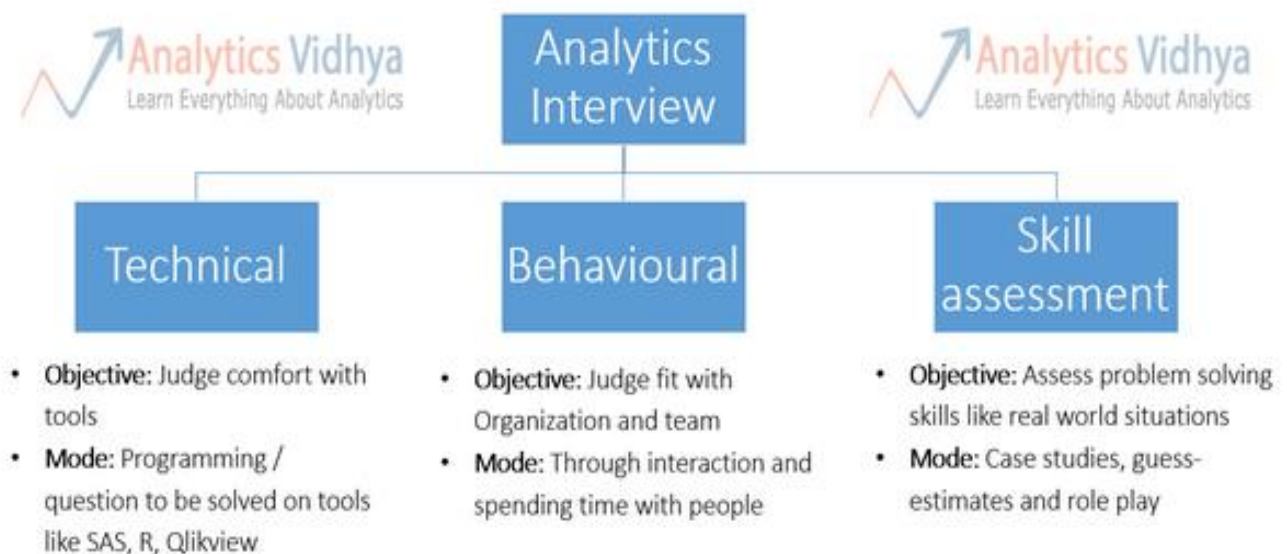 Analytics Vidhya
Learn Everything About Analytics
Analytics
Interview
Analytics Vidhya
Learn Everything About Analytics
Technical
Behavioural
Skill
assessment
• Objective: Judge comfort with
tools
• Mode: Programming /
question to be solved on tools
like SAS, R, Qlikview
• Objective: Judge fit with
Organization and team
• Mode: Through interaction and
spending time with people
• Objective: Assess problem solving
skills like real world situations
• Mode: Case studies, guess-
estimates and role play